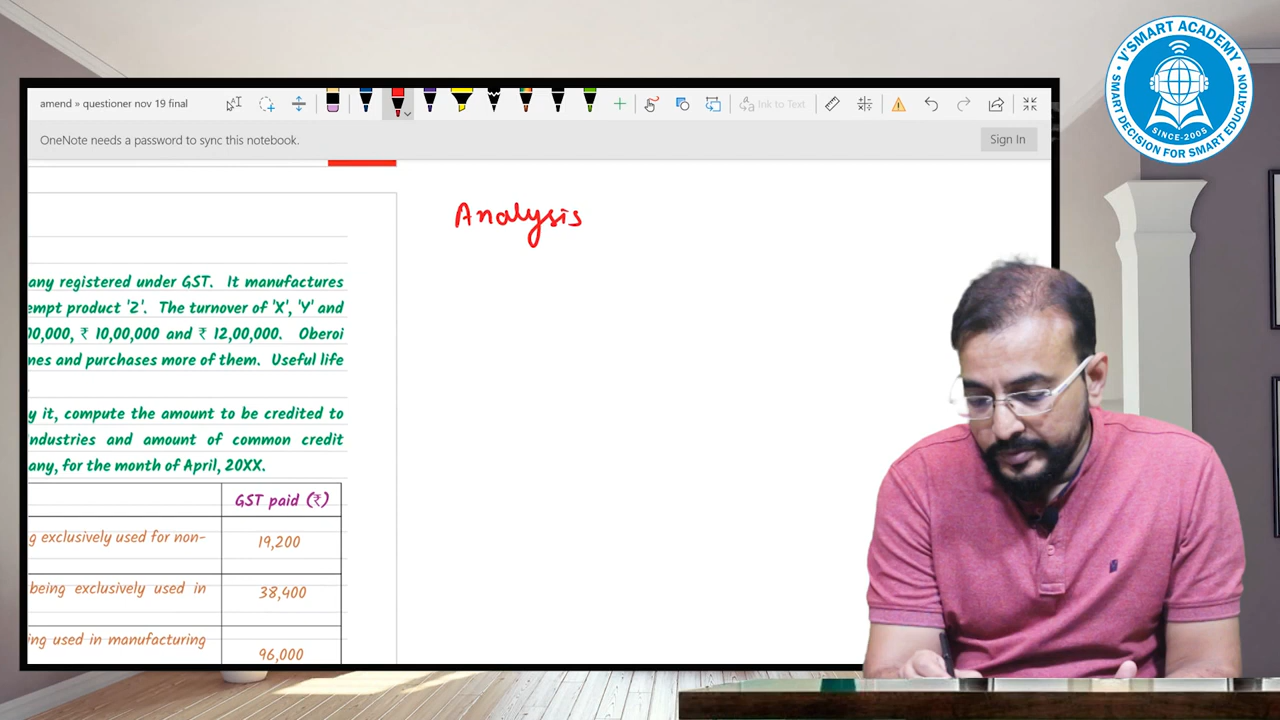 amend » questioner nov 19 final
Ink to Text
OneNote needs a password to sync this notebook.
Sign In
Analysis
any registered under GST. It manufactures
empt product 'Z'. The turnover of 'X', 'Y' and
00,000, ₹ 10,00,000 and ₹ 12,00,000. Oberoi
nes and purchases more of them. Useful life
y it, compute the amount to be credited to
ndustries and amount of common credit
any, for the month of April, 20XX.
GST paid (₹)
g exclusively used for non-
19,200
being exclusively used in
38,400
ing used in manufacturing
96,000
V'SMART ACADEMY
SINCE-2005
SMART DECISION FOR SMART EDUCATION